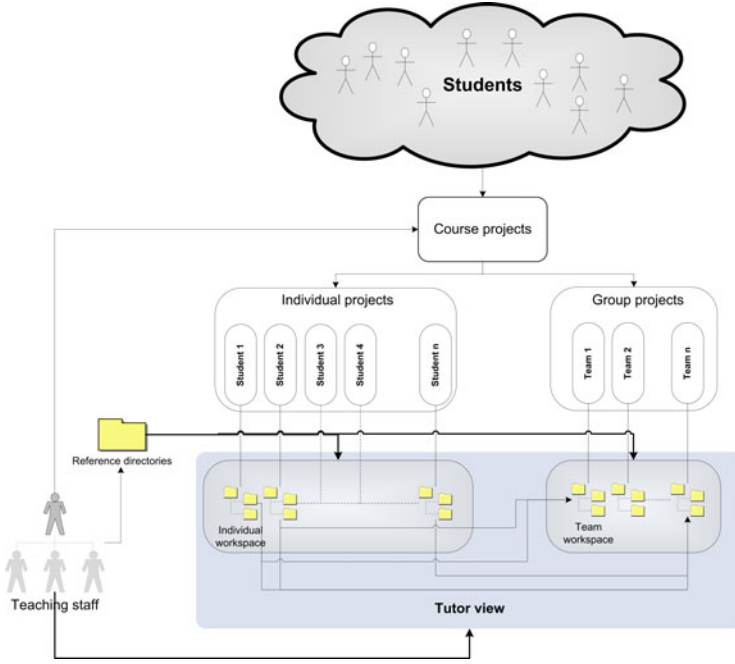 Students
Course projects
Individual projects
Group projects
Student 1
Student 2
Student 3
Student 4
Student n
Team 1
Team 2
Team n
Reference directories
Individual
workspace
Team
workspace
Teaching staff
Tutor view